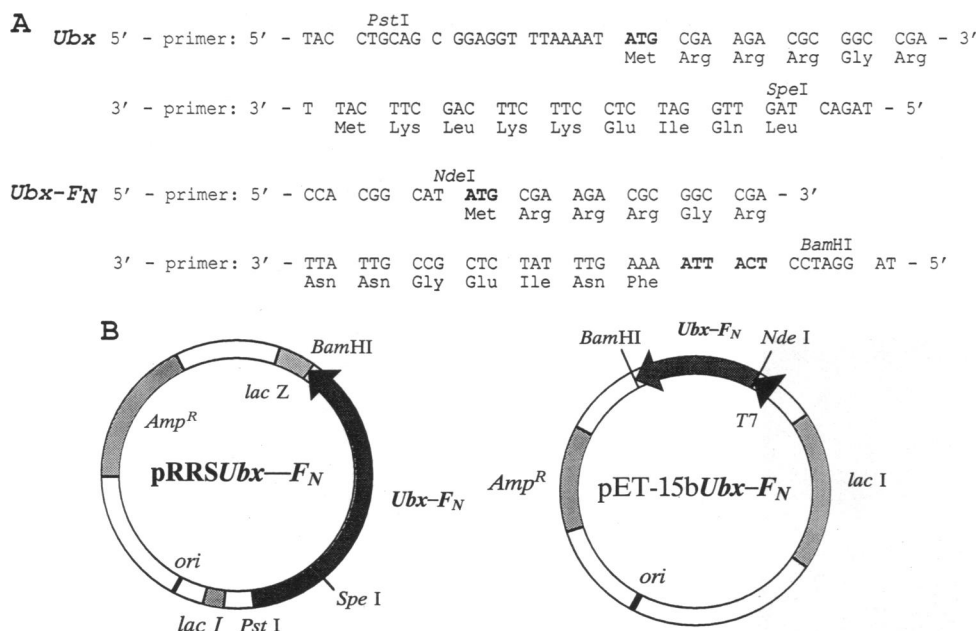 A
PstI
Ubx 5' - primer: 5' - TAC CTGCAG C GGAGGT TTAAAAT ATG CGA AGA CGC GGC CGA - 3'
Met Arg Arg Arg Gly Arg
SpeI
3' - primer: 3' - T TAC TTC GAC TTC TTC CTC TAG GTT GAT CAGAT - 5'
Met Lys Leu Lys Lys Glu Ile Gln Leu
NdeI
Ubx-FN 5' - primer: 5' - CCA CGG CAT ATG CGA AGA CGC GGC CGA - 3'
Met Arg Arg Arg Gly Arg
BamHI
3' - primer: 3' - TTA TTG CCG CTC TAT TTG AAA ATT ACT CCTAGG AT - 5'
Asn Asn Gly Glu Ile Asn Phe
B
BamHI
lac Z
AmpR
pRRSUbx—FN
Ubx-FN
ori
lac I
Pst I
Spe I
Ubx-FN
BamHI
Nde I
T7
AmpR
pET-15bUbx-FN
lac I
ori